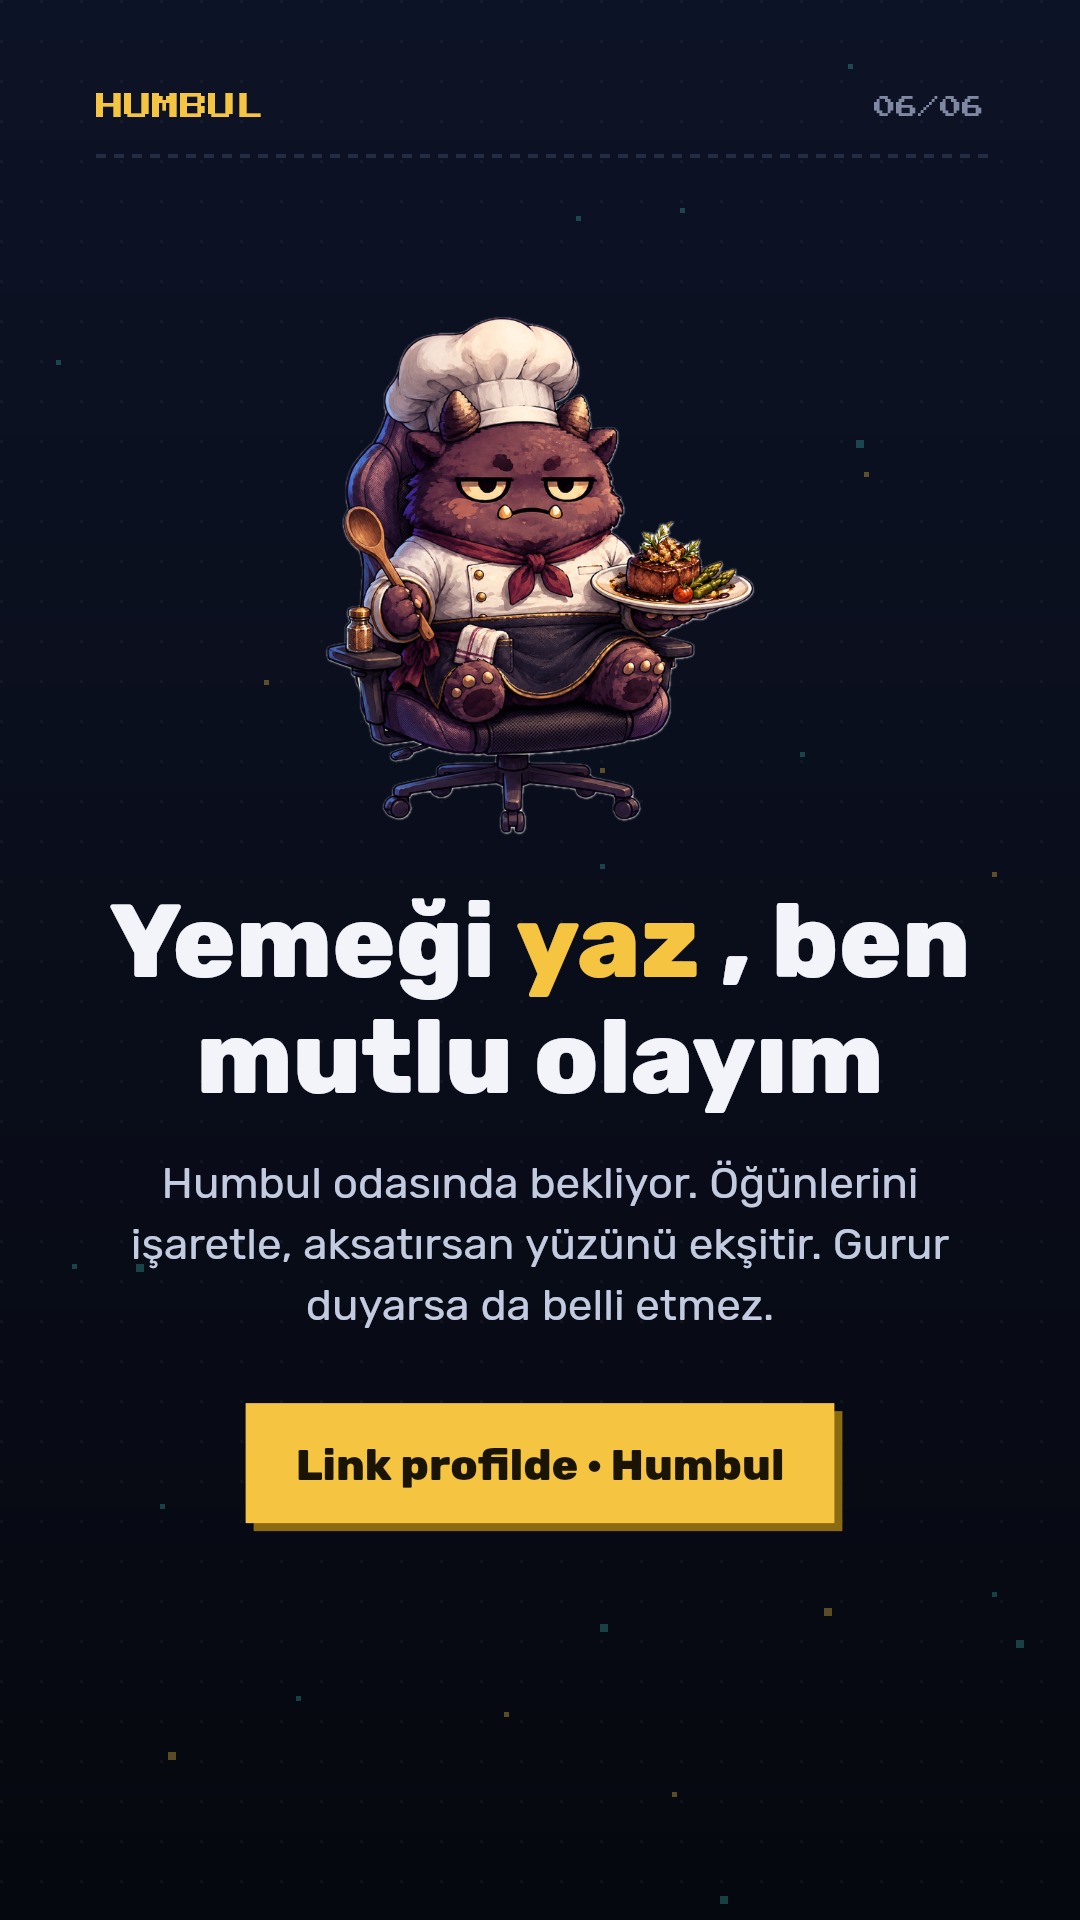 HUMBUL
06/06
Yemeği yaz , ben
mutlu olayım
Humbul odasında bekliyor. Öğünlerini
işaretle, aksatırsan yüzünü ekşitir. Gurur
duyarsa da belli etmez.
Link profilde • Humbul